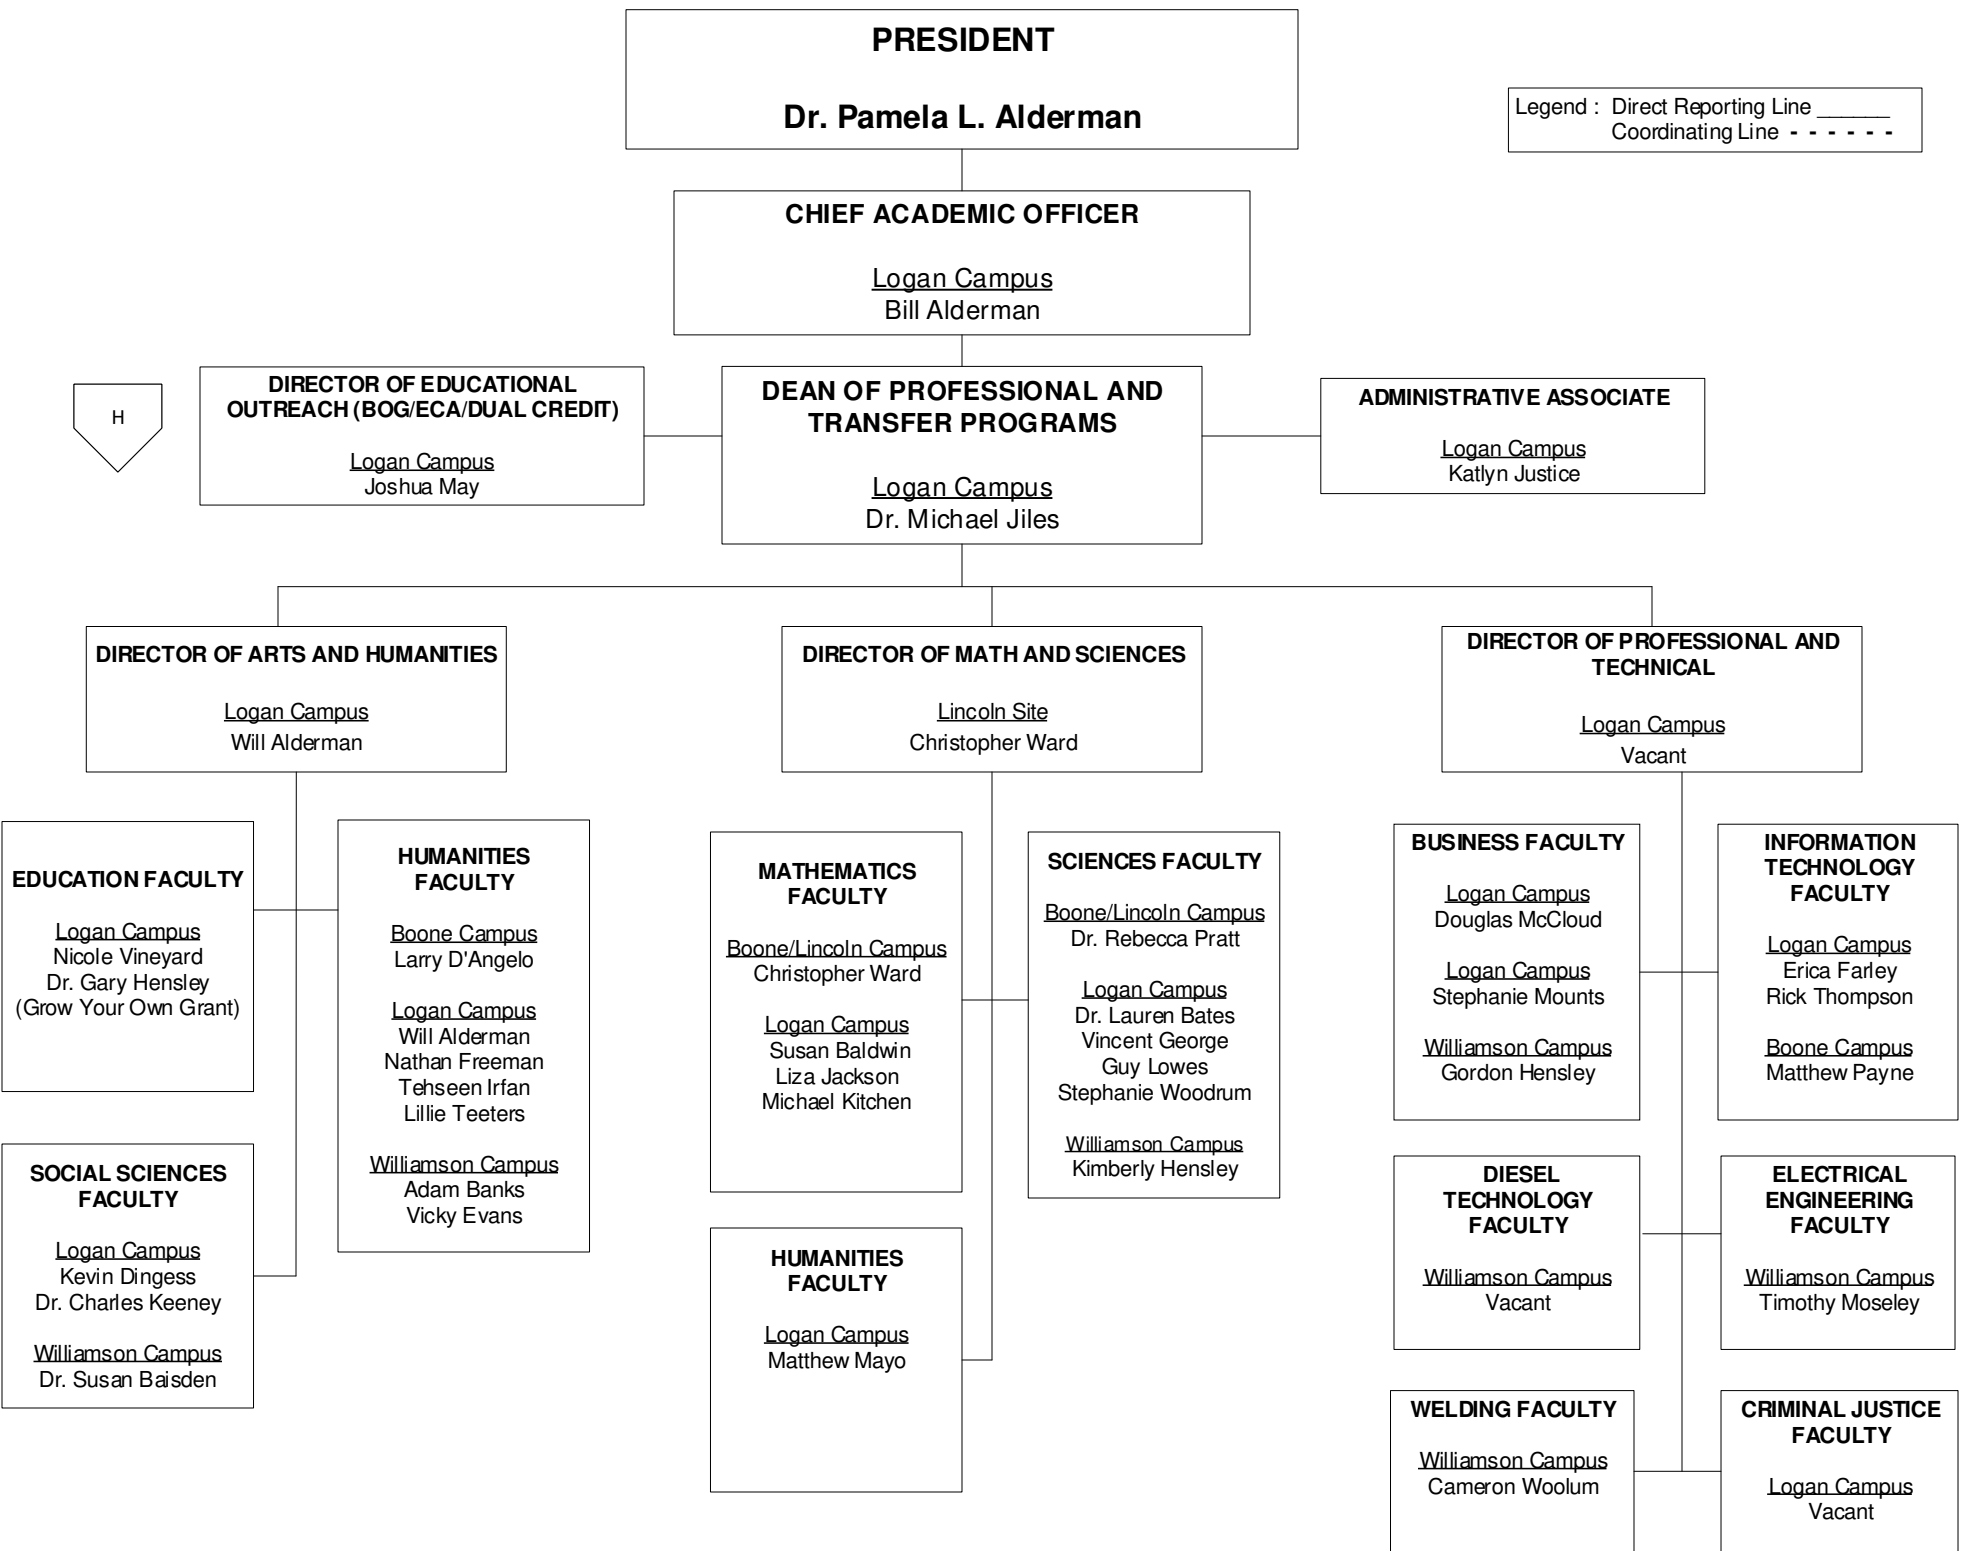 PRESIDENT
Dr. Pamela L. Alderman
Legend : Direct Reporting Line ______
Coordinating Line - - - - - -
CHIEF ACADEMIC OFFICER
Logan Campus
Bill Alderman
H
DIRECTOR OF EDUCATIONAL
OUTREACH (BOG/ECA/DUAL CREDIT)
Logan Campus
Joshua May
DEAN OF PROFESSIONAL AND
TRANSFER PROGRAMS
Logan Campus
Dr. Michael Jiles
ADMINISTRATIVE ASSOCIATE
Logan Campus
Katlyn Justice
DIRECTOR OF ARTS AND HUMANITIES
Logan Campus
Will Alderman
DIRECTOR OF MATH AND SCIENCES
Lincoln Site
Christopher Ward
DIRECTOR OF PROFESSIONAL AND
TECHNICAL
Logan Campus
Vacant
EDUCATION FACULTY
Logan Campus
Nicole Vineyard
Dr. Gary Hensley
(Grow Your Own Grant)
HUMANITIES
FACULTY
Boone Campus
Larry D'Angelo
Logan Campus
Will Alderman
Nathan Freeman
Tehseen Irfan
Lillie Teeters
Williamson Campus
Adam Banks
Vicky Evans
SOCIAL SCIENCES
FACULTY
Logan Campus
Kevin Dingess
Dr. Charles Keeney
Williamson Campus
Dr. Susan Baisden
MATHEMATICS
FACULTY
Boone/Lincoln Campus
Christopher Ward
Logan Campus
Susan Baldwin
Liza Jackson
Michael Kitchen
SCIENCES FACULTY
Boone/Lincoln Campus
Dr. Rebecca Pratt
Logan Campus
Dr. Lauren Bates
Vincent George
Guy Lowes
Stephanie Woodrum
Williamson Campus
Kimberly Hensley
HUMANITIES
FACULTY
Logan Campus
Matthew Mayo
BUSINESS FACULTY
Logan Campus
Douglas McCloud
Logan Campus
Stephanie Mounts
Williamson Campus
Gordon Hensley
INFORMATION
TECHNOLOGY
FACULTY
Logan Campus
Erica Farley
Rick Thompson
Boone Campus
Matthew Payne
DIESEL
TECHNOLOGY
FACULTY
Williamson Campus
Vacant
ELECTRICAL
ENGINEERING
FACULTY
Williamson Campus
Timothy Moseley
WELDING FACULTY
Williamson Campus
Cameron Woolum
CRIMINAL JUSTICE
FACULTY
Logan Campus
Vacant